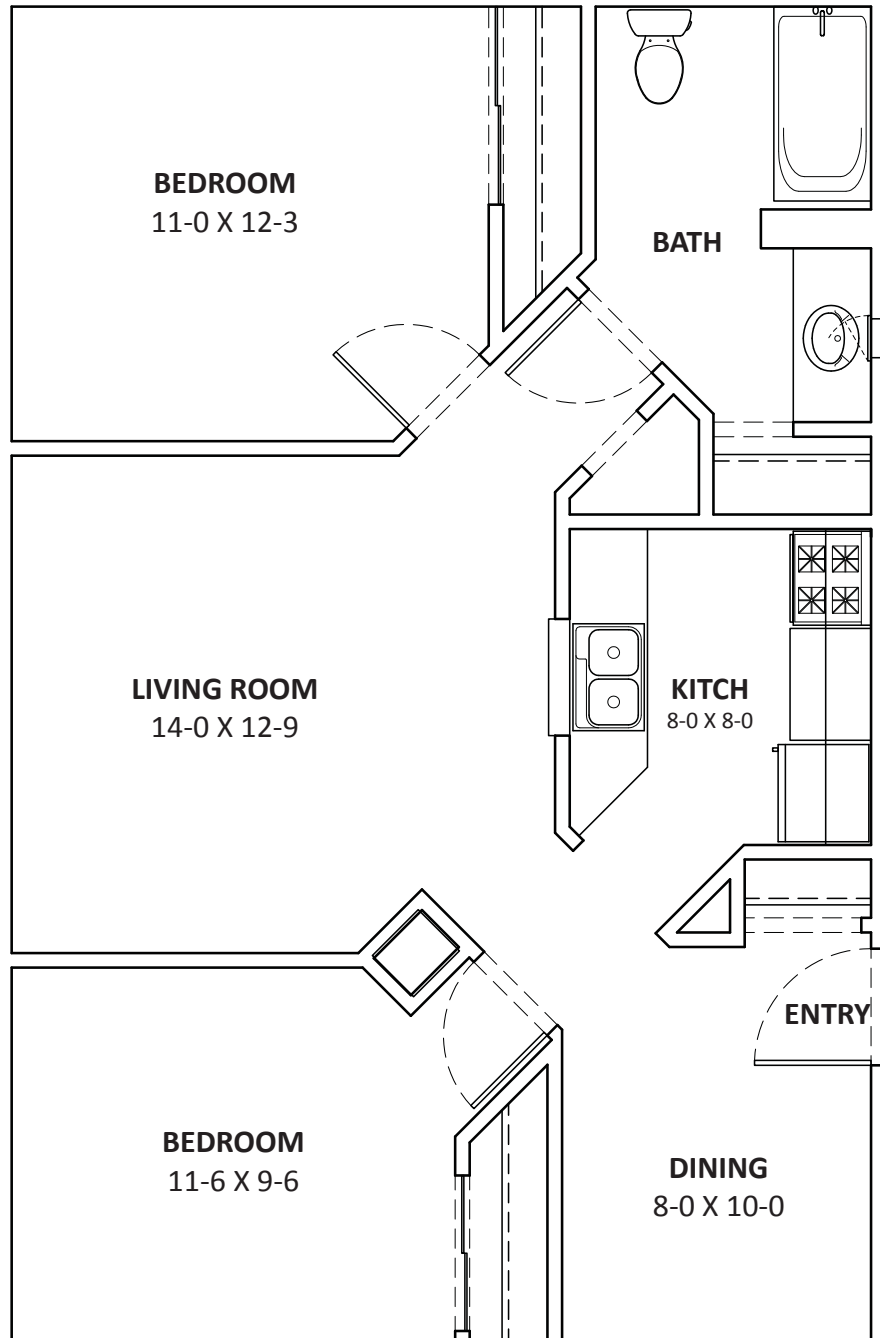 BEDROOM
11-0 X 12-3
BATH
LIVING ROOM
14-0 X 12-9
KITCH
8-0 X 8-0
ENTRY
BEDROOM
11-6 X 9-6
DINING
8-0 X 10-0